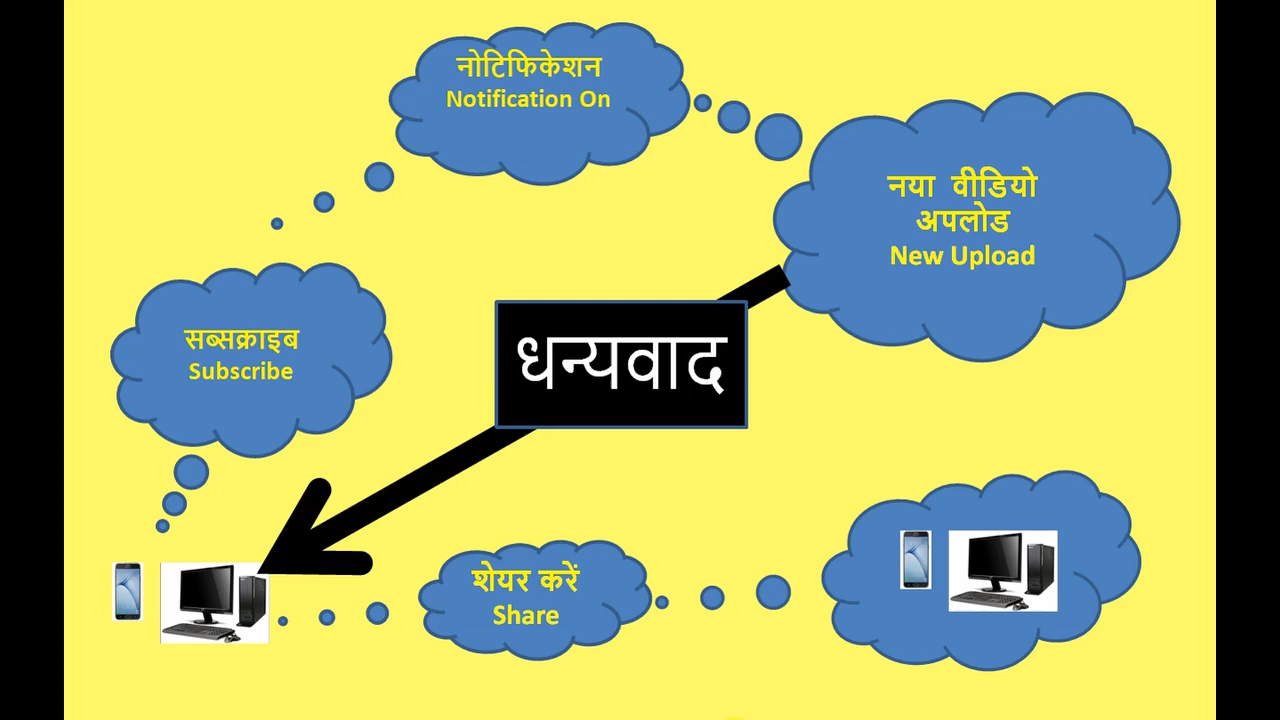 नोटिफिकेशन
Notification On
नया वीडियो
अपलोड
New Upload
सब्सक्राइब
Subscribe
धन्यवाद
शेयर करें
Share